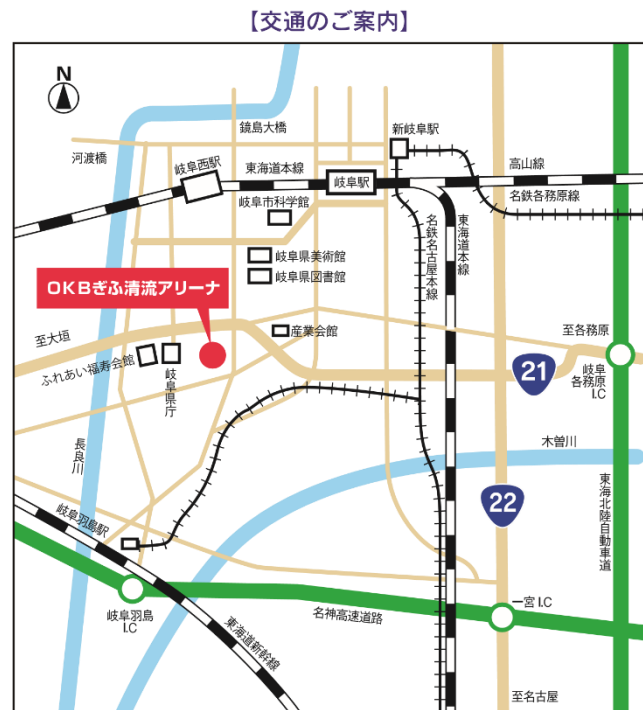 【交通のご案内】
N
鏡島大橋
新岐阜駅
河渡橋
岐阜西駅
東海道本線
岐阜駅
高山線
名鉄各務原線
岐阜市科学館
名鉄名古屋本線
東海道本線
岐阜県美術館
岐阜県図書館
OKBぎふ清流アリーナ
至大垣
産業会館
至各務原
ふれあい福寿会館
岐阜県庁
岐阜
各務原
I.C
21
長良川
木曽川
22
東海北陸自動車道
岐阜羽島駅
岐阜羽島
I.C
名神高速道路
一宮 I.C
東海道新幹線
至名古屋